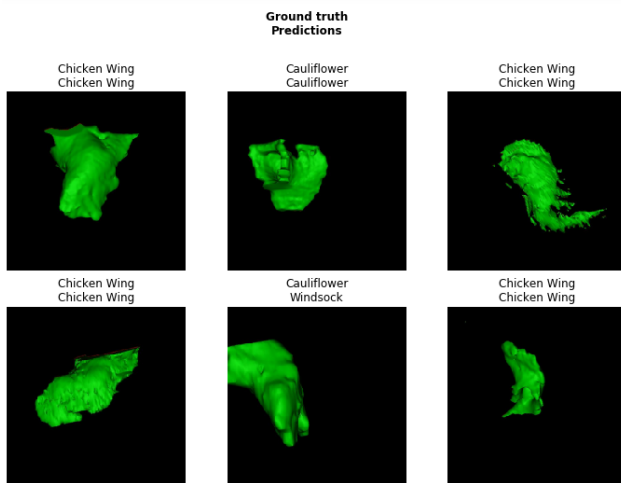 Ground truth
Predictions
Chicken Wing
Chicken Wing
Cauliflower
Cauliflower
Chicken Wing
Chicken Wing
Chicken Wing
Chicken Wing
Cauliflower
Windsock
Chicken Wing
Chicken Wing